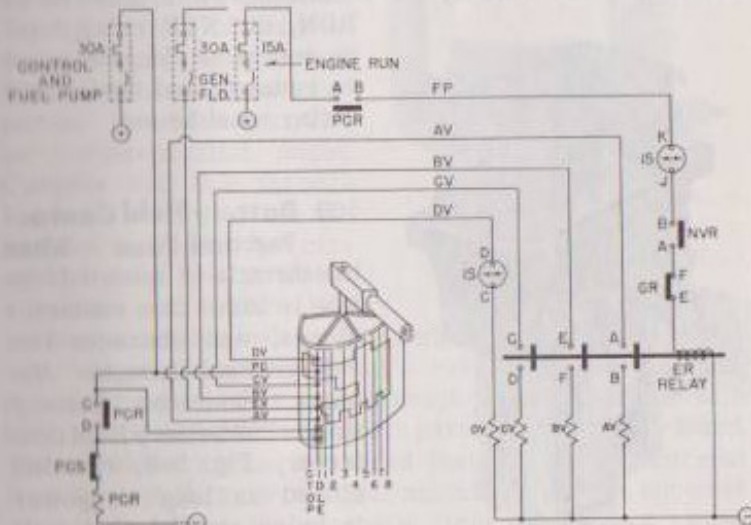 30A
30A
15A
CONTROL
AND
FUEL PUMP
GEN.
FLD.
ENGINE RUN
A B
PCR
FP
AV
BV
CV
DV
K
IS
J
B
NVR
A
F
GR
E
D
IS
C
C
E
A
D
F
B
ER
RELAY
DV
CV
BV
AV
DV
CV
BV
AV
G
D
PCR
PCS
PCR
S
T
O
P
I
D
L
E
1
2
3
4
5
6
7
8